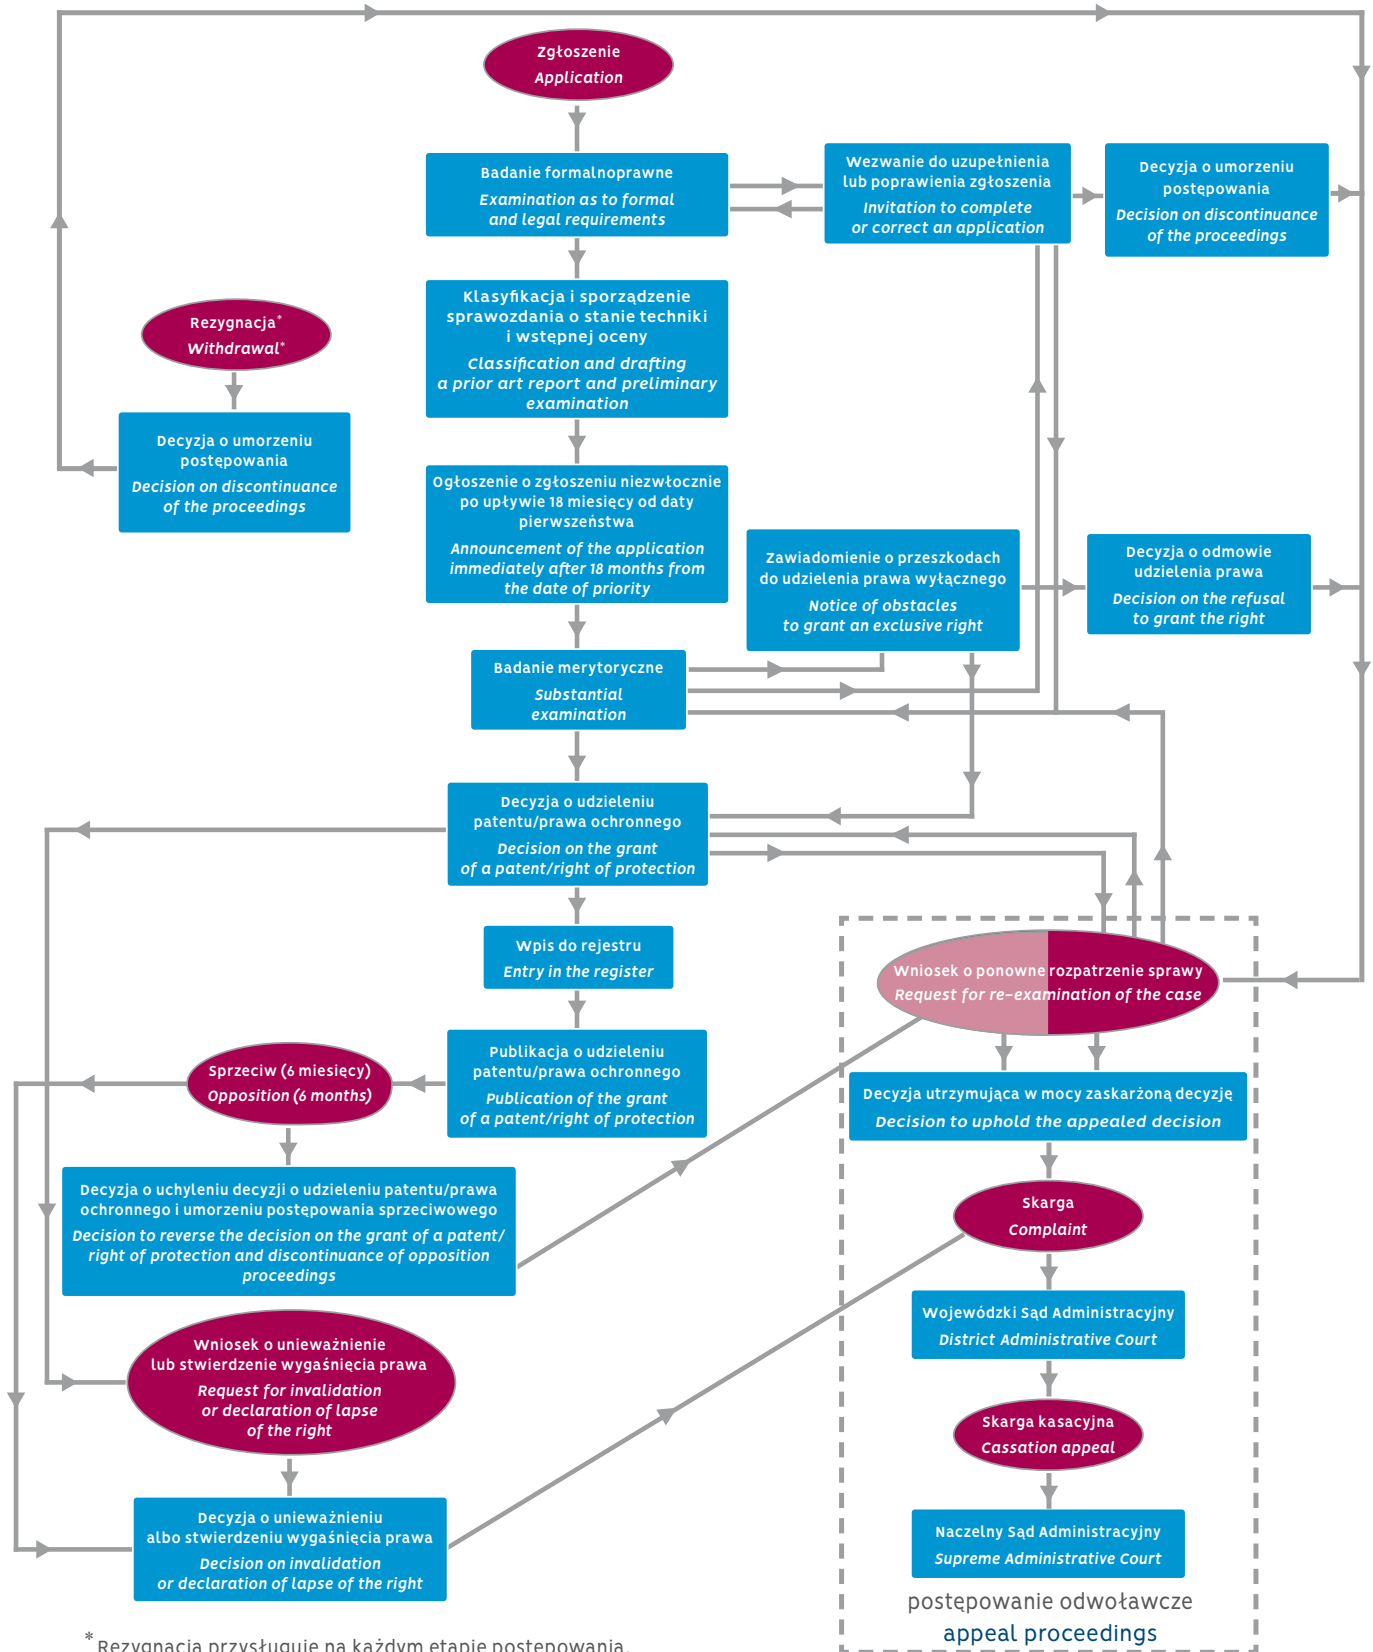 Zgłoszenie
Application
Badanie formalnoprawne
Examination as to formal
and legal requirements
Wezwanie do uzupełnienia
lub poprawienia zgłoszenia
Invitation to complete
or correct an application
Decyzja o umorzeniu
postępowania
Decision on discontinuance
of the proceedings
Klasyfikacja i sporządzenie
sprawozdania o stanie techniki
i wstępnej oceny
Classification and drafting
a prior art report and preliminary
examination
Rezygnacja*
Withdrawal*
Decyzja o umorzeniu
postępowania
Decision on discontinuance
of the proceedings
Ogłoszenie o zgłoszeniu niezwłocznie
po upływie 18 miesięcy od daty
pierwszeństwa
Announcement of the application
immediately after 18 months from
the date of priority
Zawiadomienie o przeszkodach
do udzielenia prawa wyłącznego
Notice of obstacles
to grant an exclusive right
Decyzja o odmowie
udzielenia prawa
Decision on the refusal
to grant the right
Badanie merytoryczne
Substantial
examination
Decyzja o udzieleniu
patentu/prawa ochronnego
Decision on the grant
of a patent/right of protection
Wpis do rejestru
Entry in the register
Wniosek o ponowne rozpatrzenie sprawy
Request for re-examination of the case
Publikacja o udzieleniu
patentu/prawa ochronnego
Publication of the grant
of a patent/right of protection
Sprzeciw (6 miesięcy)
Opposition (6 months)
Decyzja utrzymująca w mocy zaskarżoną decyzję
Decision to uphold the appealed decision
Decyzja o uchyleniu decyzji o udzieleniu patentu/prawa
ochronnego i umorzeniu postępowania sprzeciwowego
Decision to reverse the decision on the grant of a patent/
right of protection and discontinuance of opposition
proceedings
Skarga
Complaint
Wojewódzki Sąd Administracyjny
District Administrative Court
Wniosek o unieważnienie
lub stwierdzenie wygaśnięcia prawa
Request for invalidation
or declaration of lapse
of the right
Skarga kasacyjna
Cassation appeal
Decyzja o unieważnieniu
albo stwierdzeniu wygaśnięcia prawa
Decision on invalidation
or declaration of lapse of the right
Naczelny Sąd Administracyjny
Supreme Administrative Court
postępowanie odwoławcze
appeal proceedings
* Rezygnacja przysługuje na każdym etapie postępowania.